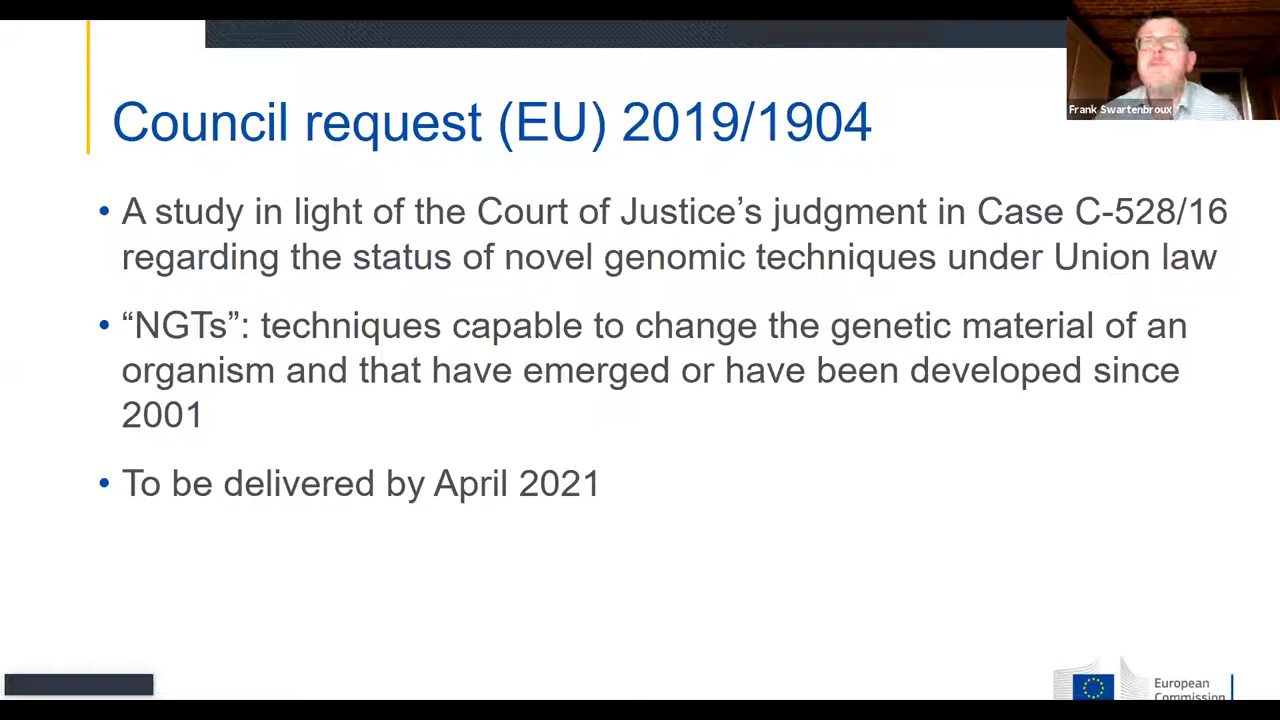 Council request (EU) 2019/1904
Frank Swartenbroux
• A study in light of the Court of Justice’s judgment in Case C-528/16
regarding the status of novel genomic techniques under Union law
• “NGTs”: techniques capable to change the genetic material of an
organism and that have emerged or have been developed since
2001
• To be delivered by April 2021
European
Commission